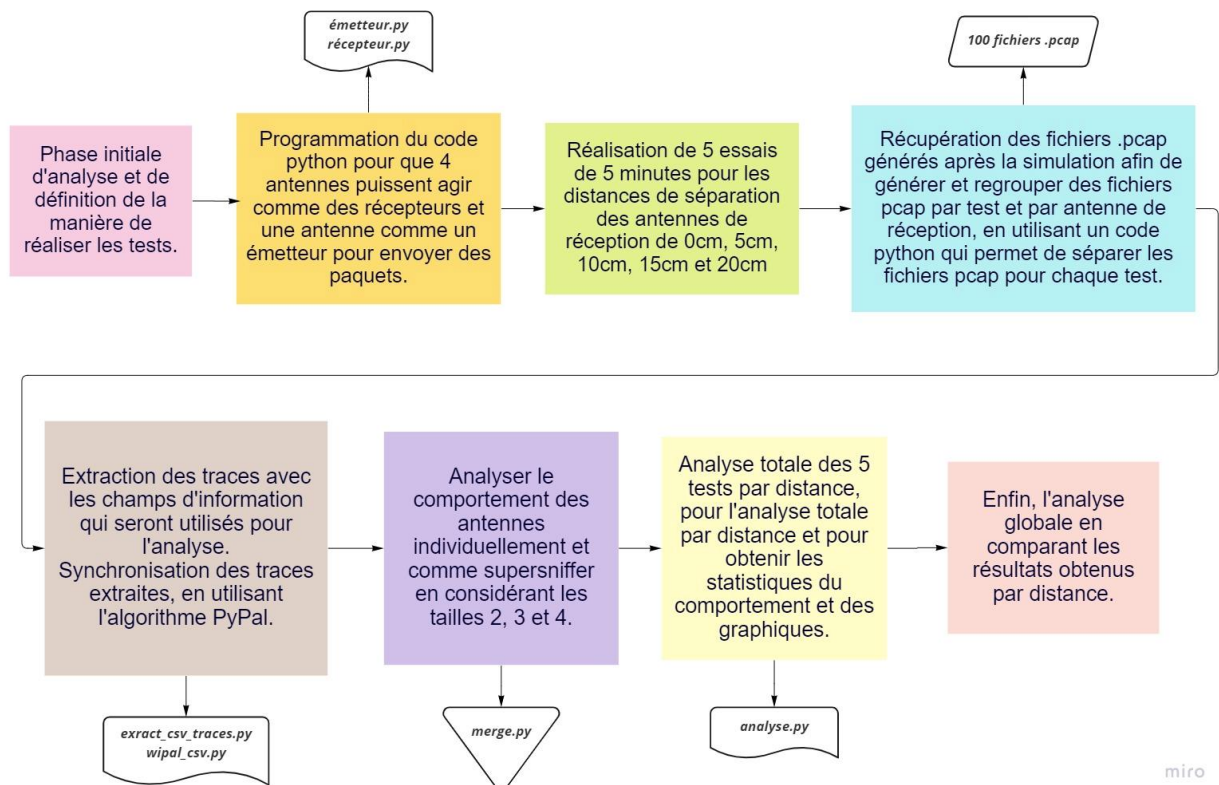 émetteur.py
récepteur.py
100 fichiers .pcap
Phase initiale
d'analyse et de
définition de la
manière de
réaliser les tests.
Programmation du code
python pour que 4
antennes puissent agir
comme des récepteurs et
une antenne comme un
émetteur pour envoyer des
paquets.
Réalisation de 5 essais
de 5 minutes pour les
distances de séparation
des antennes de
réception de 0cm, 5cm,
10cm, 15cm et 20cm
Récupération des fichiers .pcap
générés après la simulation afin de
générer et regrouper des fichiers
pcap par test et par antenne de
réception, en utilisant un code
python qui permet de séparer les
fichiers pcap pour chaque test.
Extraction des traces avec
les champs d'information
qui seront utilisés pour
l'analyse.
Synchronisation des traces
extraites, en utilisant
l'algorithme PyPal.
Analyser le
comportement des
antennes
individuellement et
comme supersniffer
en considérant les
tailles 2, 3 et 4.
Analyse totale des 5
tests par distance,
pour l'analyse totale
par distance et pour
obtenir les
statistiques du
comportement et des
graphiques.
Enfin, l'analyse
globale en
comparant les
résultats obtenus
par distance.
exract_csv_traces.py
wipal_csv.py
merge.py
analyse.py
miro